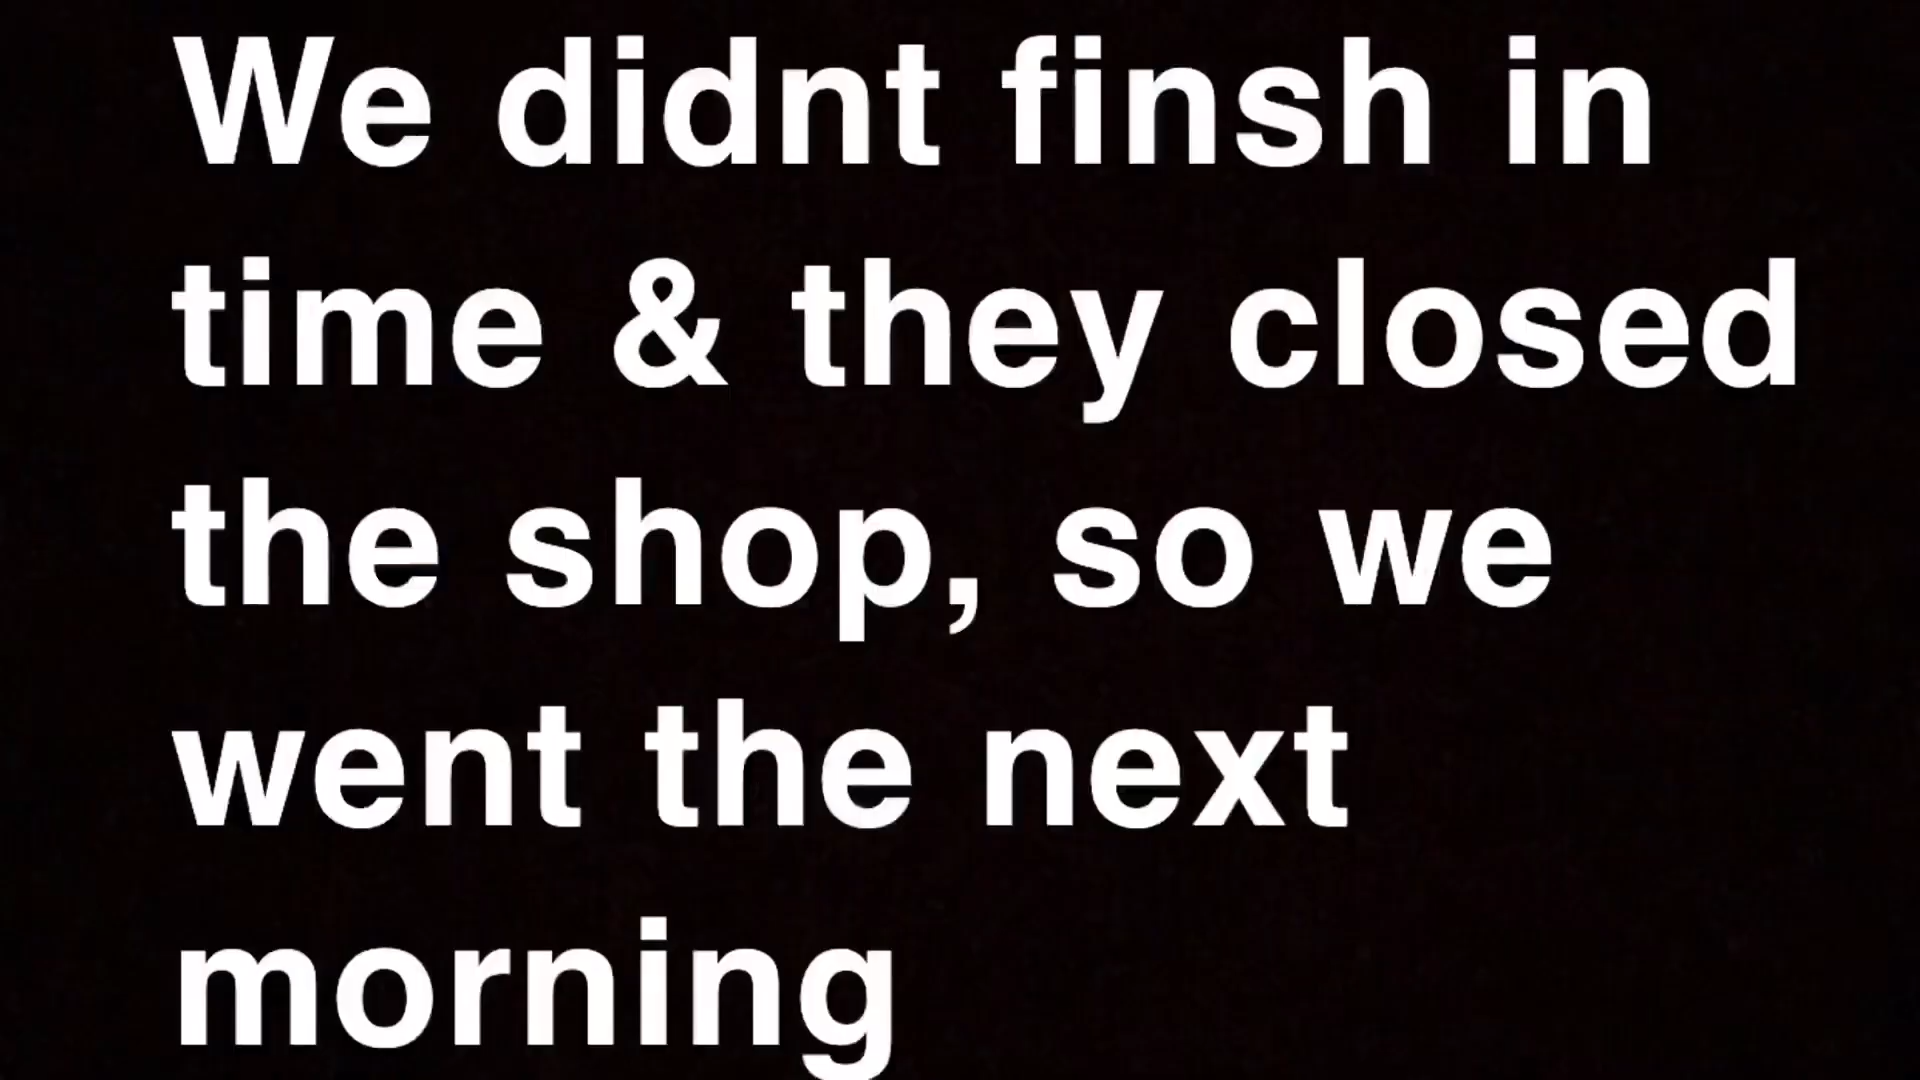 We didnt finsh in
time & they closed
the shop, so we
went the next
morning